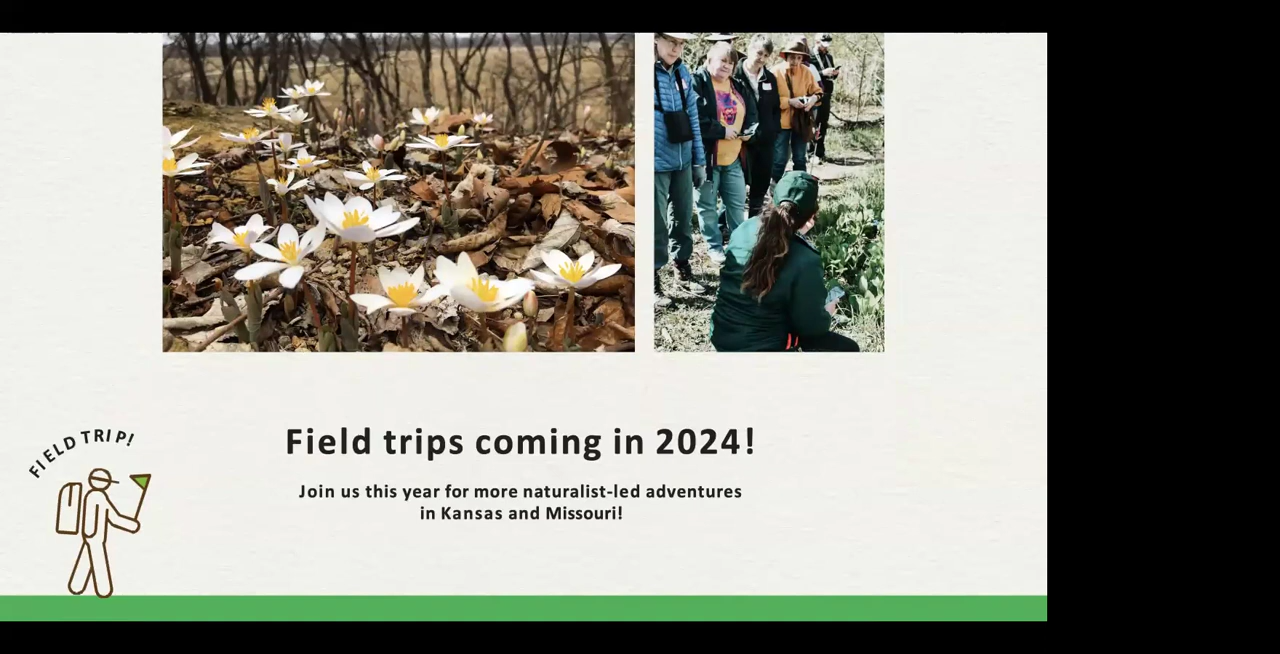 Field trips coming in 2024!
FIELD TRIP!
Join us this year for more naturalist-led adventures
in Kansas and Missouri!